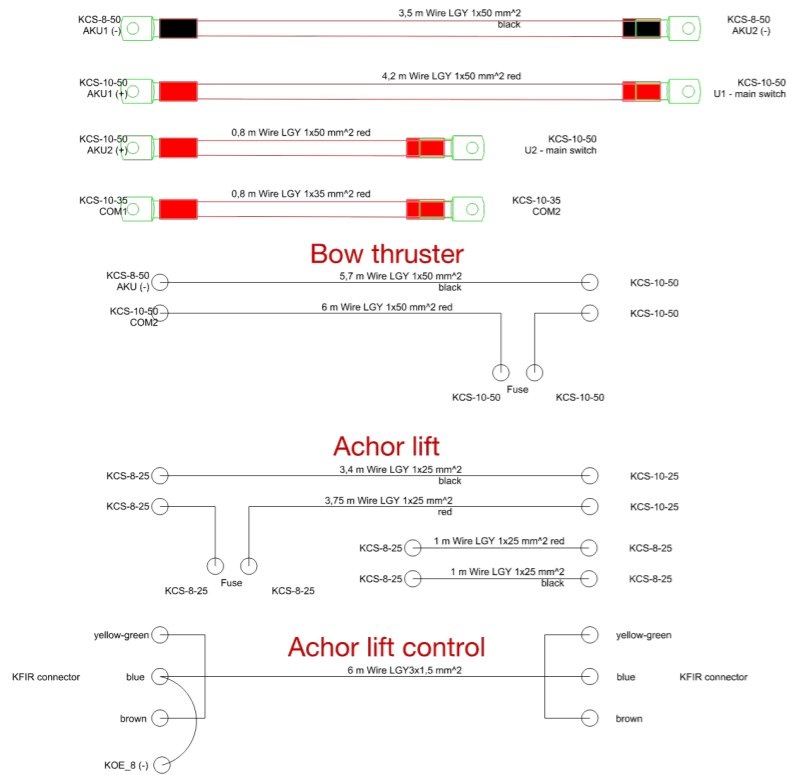 KCS-8-50
AKU1 (-)
3,5 m Wire LGY 1x50 mm^2
black
KCS-8-50
AKU2 (-)
KCS-10-50
AKU1 (+)
4,2 m Wire LGY 1x50 mm^2 red
KCS-10-50
U1 - main switch
KCS-10-50
AKU2 (+)
0,8 m Wire LGY 1x50 mm^2 red
KCS-10-50
U2 - main switch
KCS-10-35
COM1
0,8 m Wire LGY 1x35 mm^2 red
KCS-10-35
COM2
Bow thruster
KCS-8-50
AKU (-)
5,7 m Wire LGY 1x50 mm^2
black
KCS-10-50
KCS-10-50
COM2
6 m Wire LGY 1x50 mm^2 red
KCS-10-50
Fuse
KCS-10-50
KCS-10-50
Achor lift
KCS-8-25
3,4 m Wire LGY 1x25 mm^2
black
KCS-10-25
KCS-8-25
3,75 m Wire LGY 1x25 mm^2
red
KCS-10-25
KCS-8-25
1 m Wire LGY 1x25 mm^2 red
KCS-8-25
Fuse
KCS-8-25
KCS-8-25
KCS-8-25
1 m Wire LGY 1x25 mm^2
black
KCS-8-25
Achor lift control
yellow-green
yellow-green
6 m Wire LGY3x1,5 mm^2
KFIR connector
blue
blue
KFIR connector
brown
brown
KOE_8 (-)